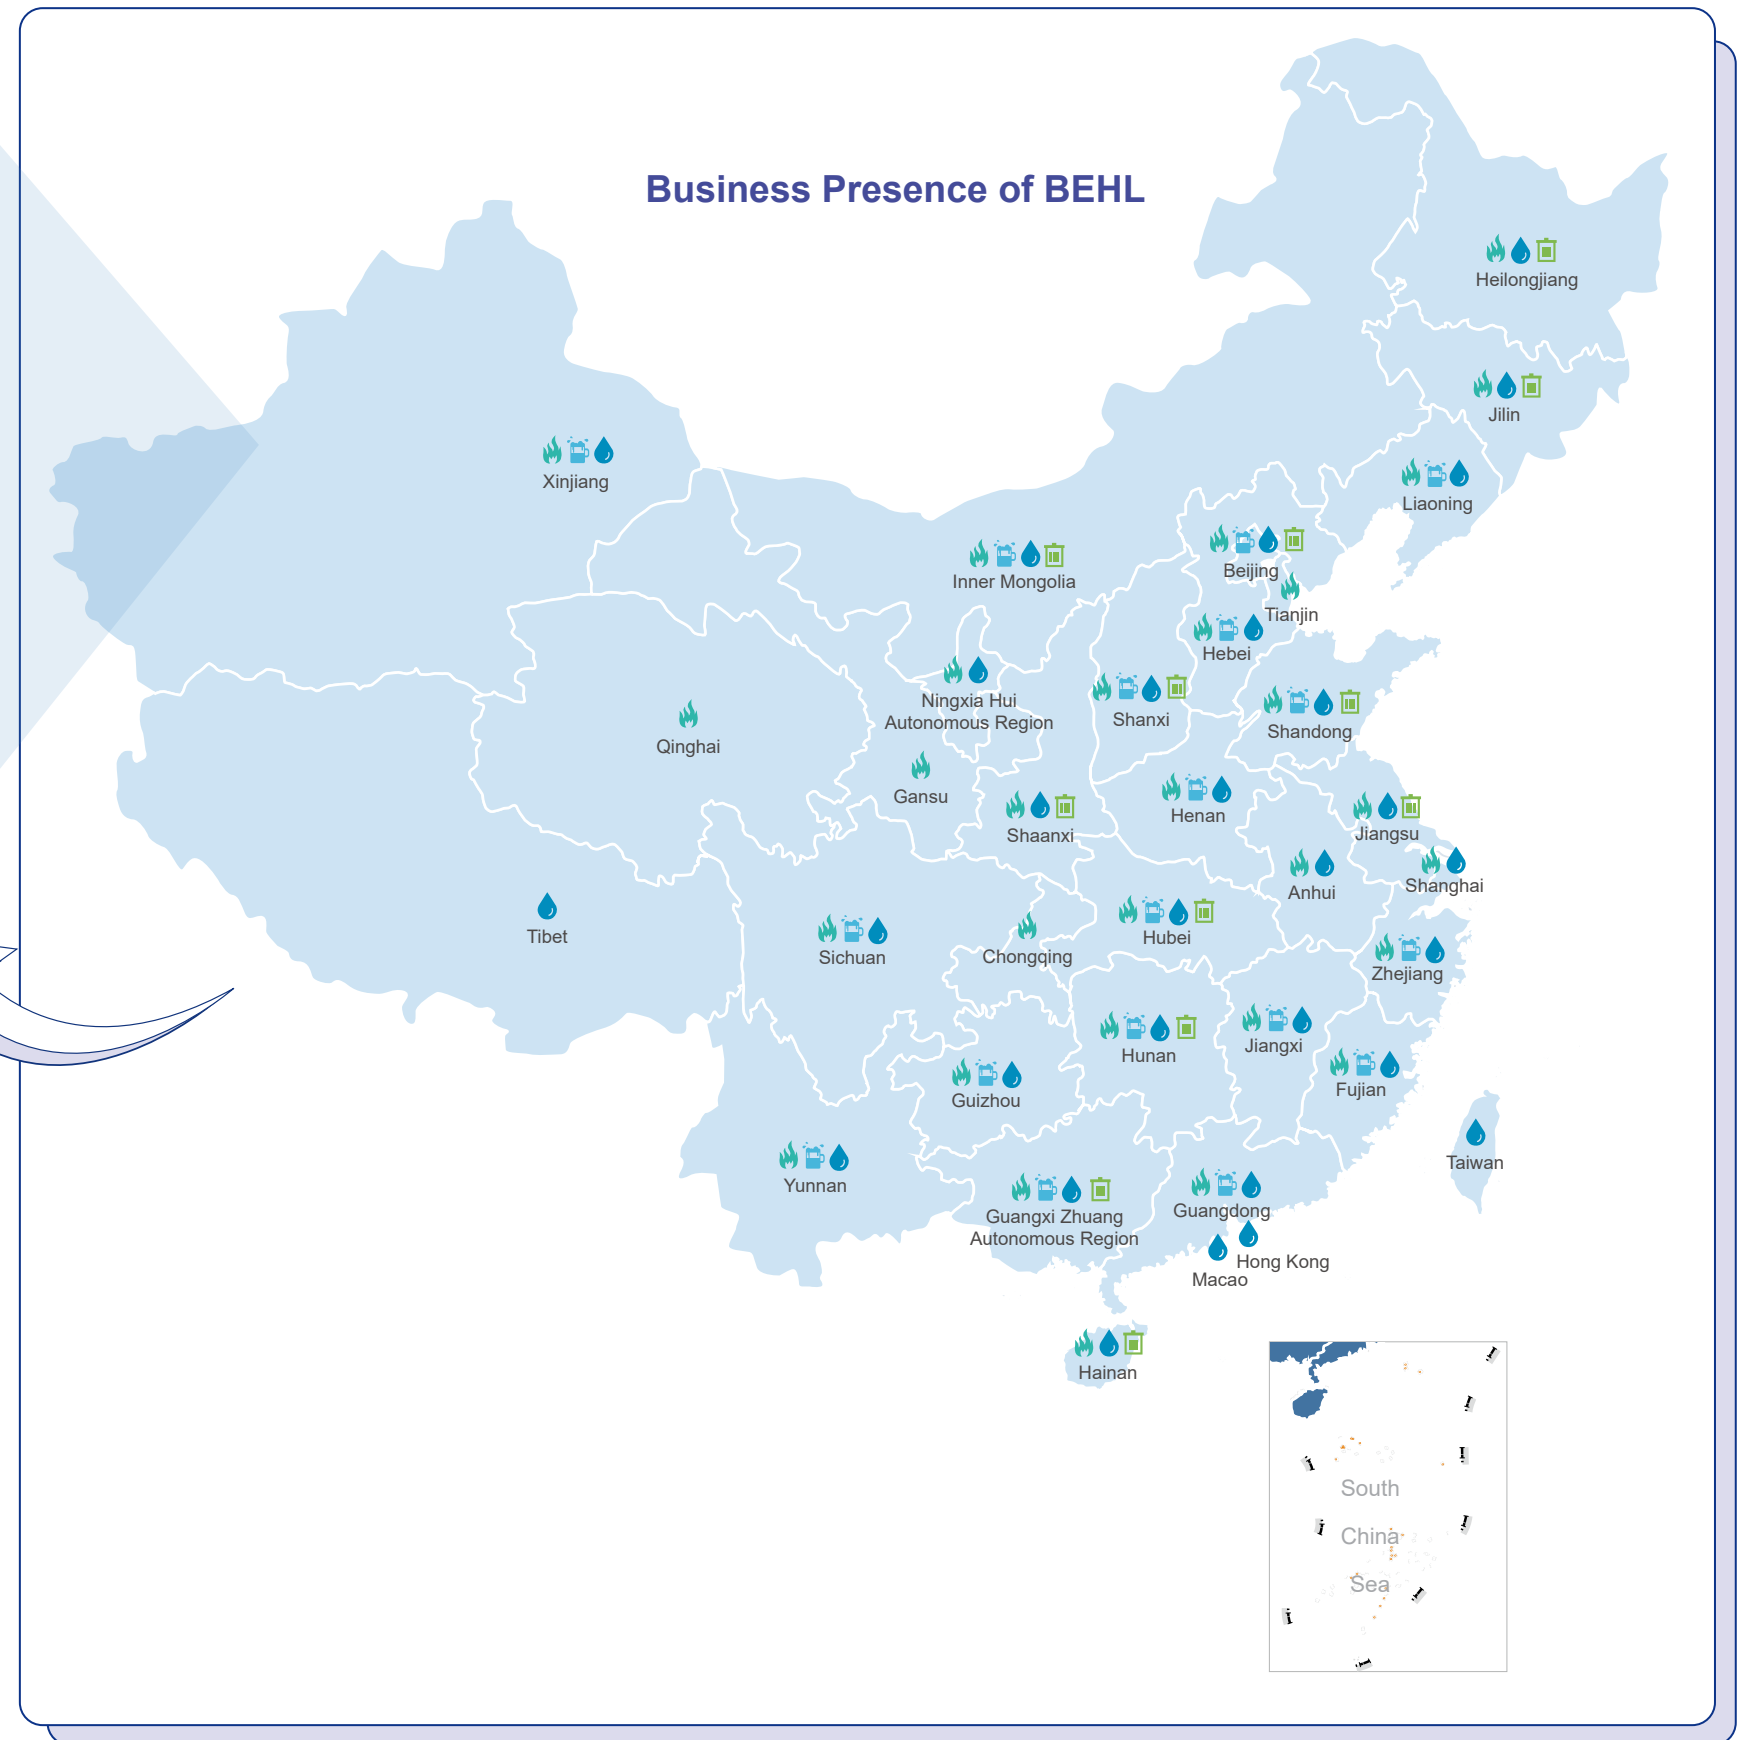 Business Presence of BEHL
Heilongjiang
Jilin
Xinjiang
Liaoning
Beijing
Inner Mongolia
Tianjin
Hebei
Ningxia Hui
Autonomous Region
Shanxi
Shandong
Qinghai
Gansu
Henan
Shaanxi
Jiangsu
Shanghai
Anhui
Tibet
Sichuan
Chongqing
Hubei
Zhejiang
Hunan
Jiangxi
Fujian
Guizhou
Taiwan
Yunnan
Guangxi Zhuang
Autonomous Region
Guangdong
Hong Kong
Macao
Hainan
South
China
Sea